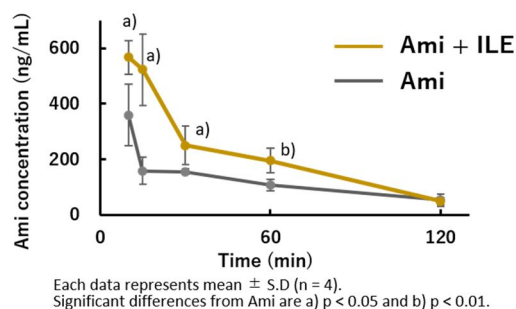 a)
600
a)
Ami + ILE
Ami
400
a)
b)
200
0
0
60
120
Ami concentration (ng/mL)
Time (min)
Each data represents mean ± S.D (n = 4).
Significant differences from Ami are a) p < 0.05 and b) p < 0.01.